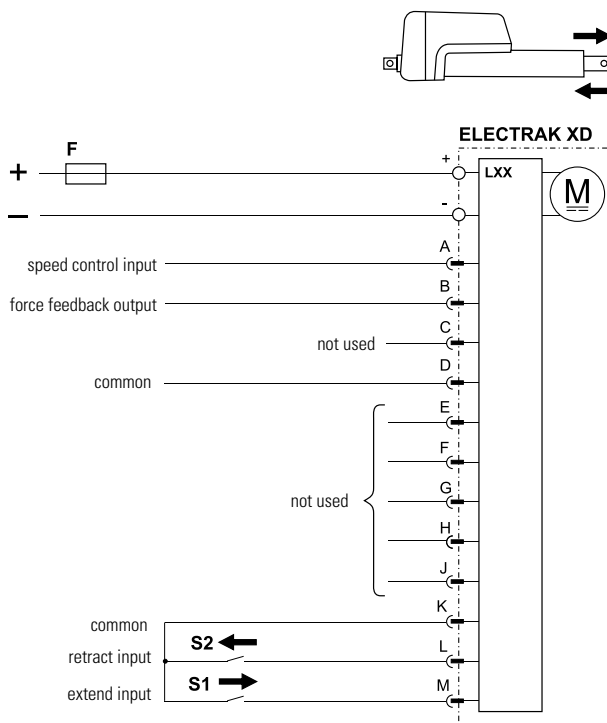 ELECTRAK XD
F
+
+
LXX
M
–
-
A
speed control input
B
force feedback output
C
not used
D
common
E
F
G
not used
H
J
K
common
S2
L
retract input
S1
M
extend input